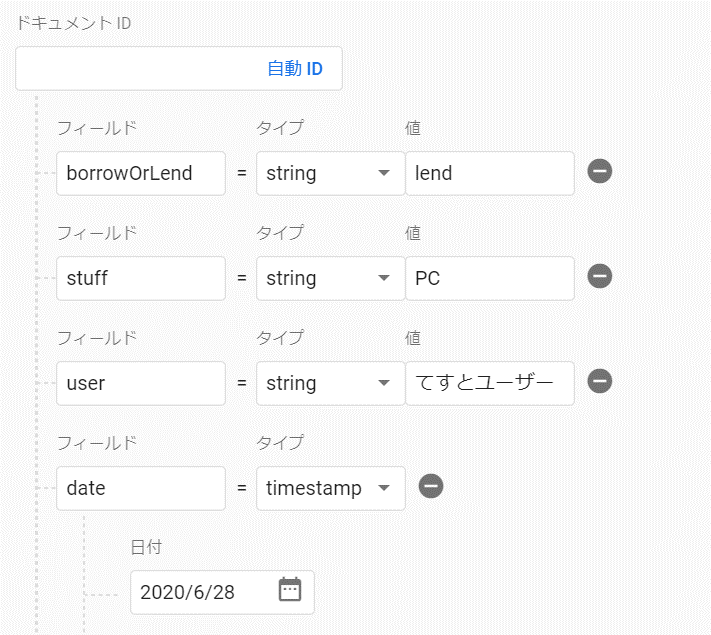 ドキュメント ID
自動 ID
フィールド タイプ 値
borrowOrLend = string lend
フィールド タイプ 値
stuff = string PC
フィールド タイプ 値
user = string てすとユーザー
フィールド タイプ
date = timestamp
日付
2020/6/28